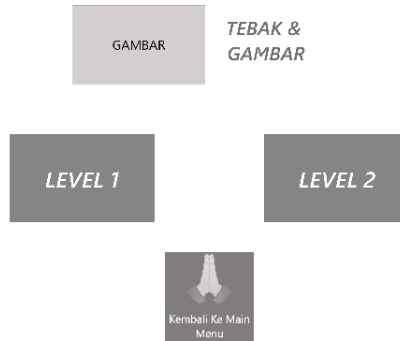 GAMBAR
TEBAK &
GAMBAR
LEVEL 1
LEVEL 2
Kembali Ke Main
Menu